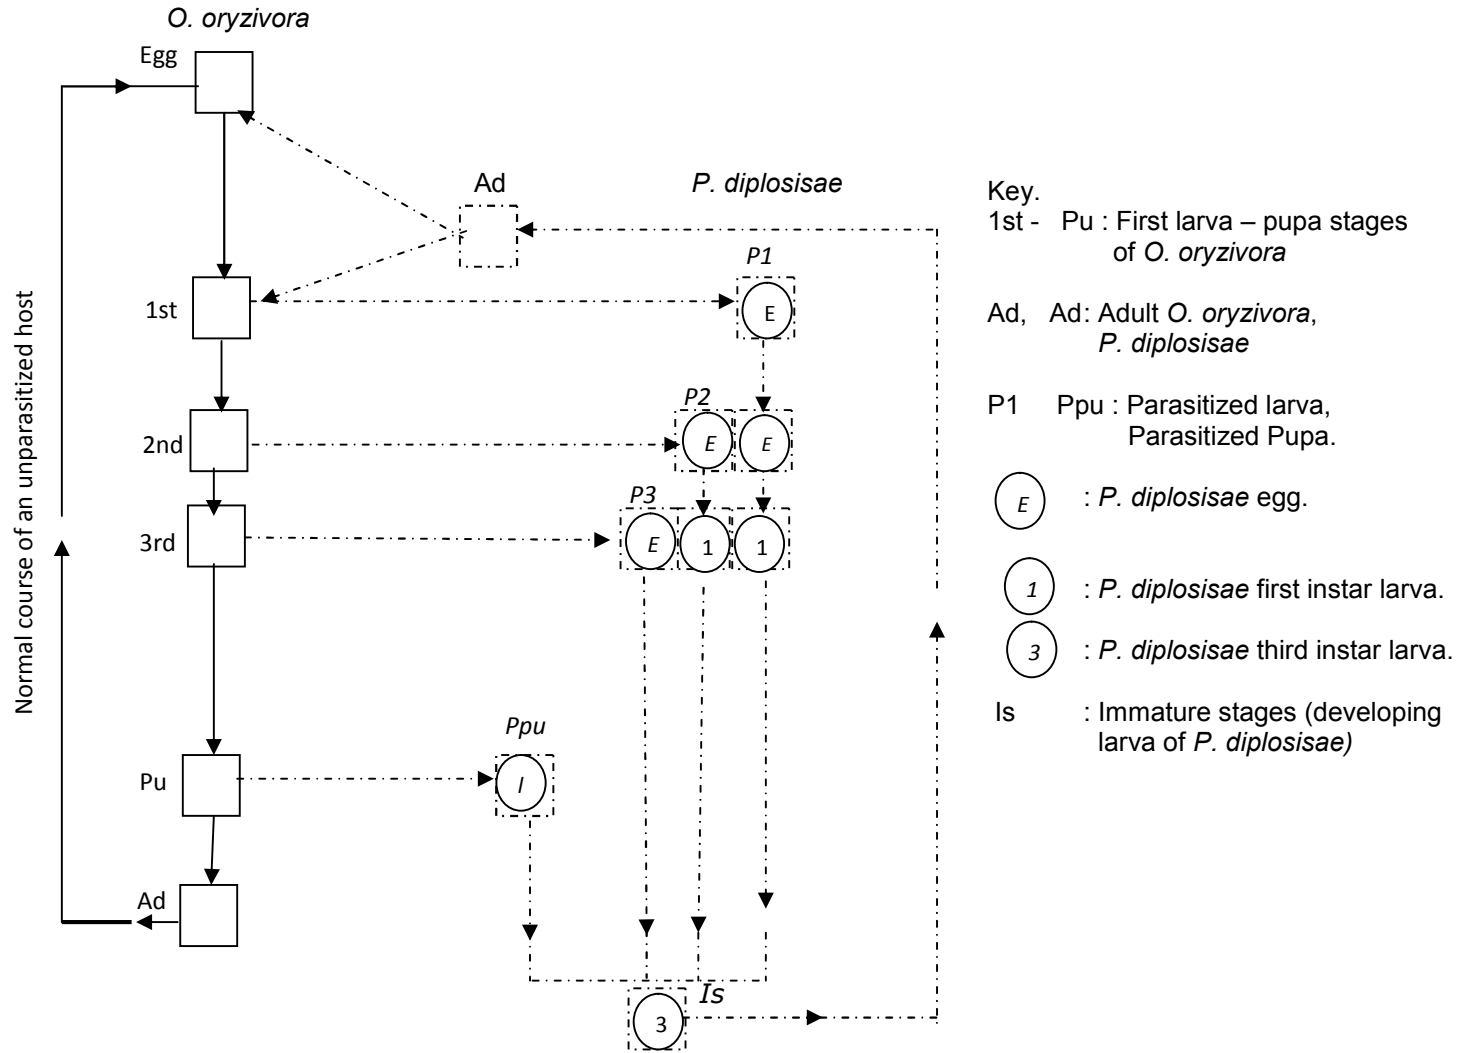 O. oryzivora
Egg
Ad
P. diplosisae
P1
1st
E
P2
2nd
E
E
P3
3rd
E
1
1
Normal course of an unparasitized host
Ppu
Pu
I
Ad
Is
3
Key.
1st - Pu : First larva – pupa stages
of O. oryzivora
Ad, Ad: Adult O. oryzivora,
P. diplosisae
P1 Ppu : Parasitized larva,
Parasitized Pupa.
E : P. diplosisae egg.
1 : P. diplosisae first instar larva.
3 : P. diplosisae third instar larva.
Is : Immature stages (developing
larva of P. diplosisae)